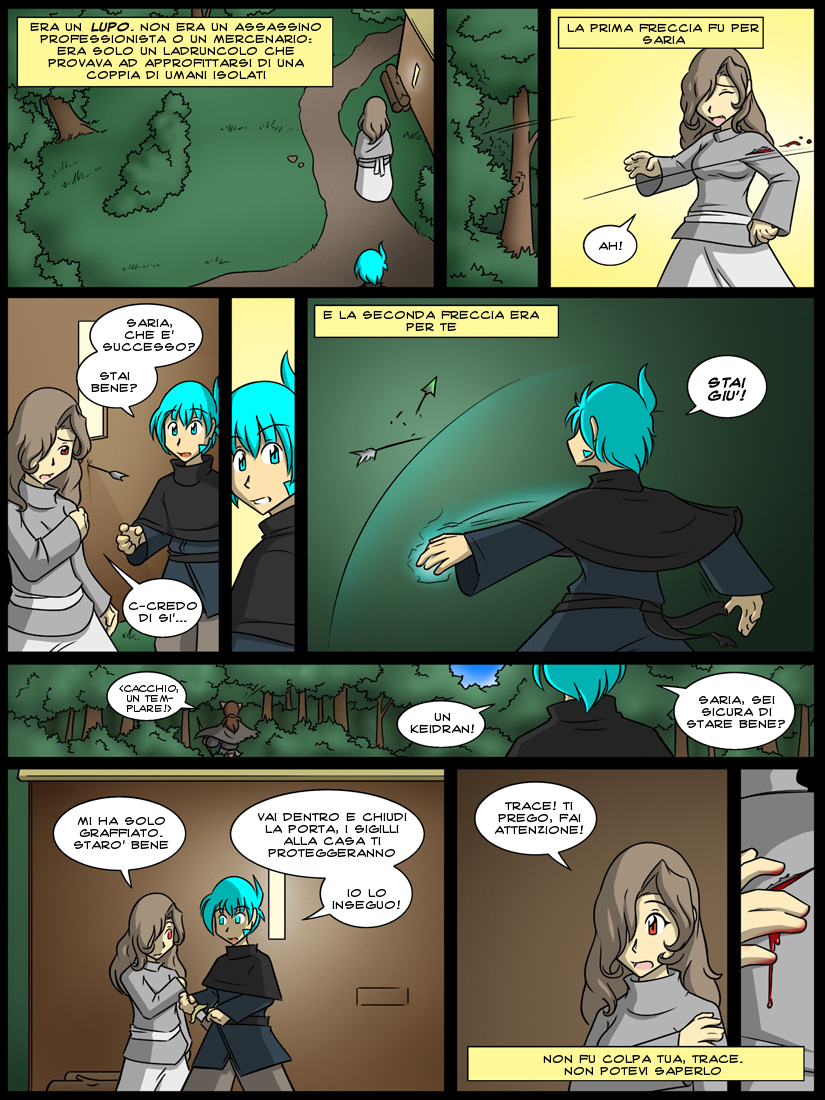 ERA UN LUPO. NON ERA UN ASSASSINO
PROFESSIONISTA O UN MERCENARIO:
ERA SOLO UN LADRUNCOLO CHE
PROVAVA AD APPROFITTARSI DI UNA
COPPIA DI UMANI ISOLATI
LA PRIMA FRECCIA FU PER
SARIA
AH!
SARIA,
CHE E'
SUCCESSO?
STAI
BENE?
C-CREDO
DI SI'...
E LA SECONDA FRECCIA ERA
PER TE
STAI
GIU'!
<CACCHIO,
UN TEM-
PLARE!>
UN
KEIDRAN!
SARIA, SEI
SICURA DI
STARE BENE?
MI HA SOLO
GRAFFIATO.
STARO' BENE
VAI DENTRO E CHIUDI
LA PORTA, I SIGILLI
ALLA CASA TI
PROTEGGERANNO
IO LO
INSEGUO!
TRACE! TI
PREGO, FAI
ATTENZIONE!
NON FU COLPA TUA, TRACE.
NON POTEVI SAPERLO